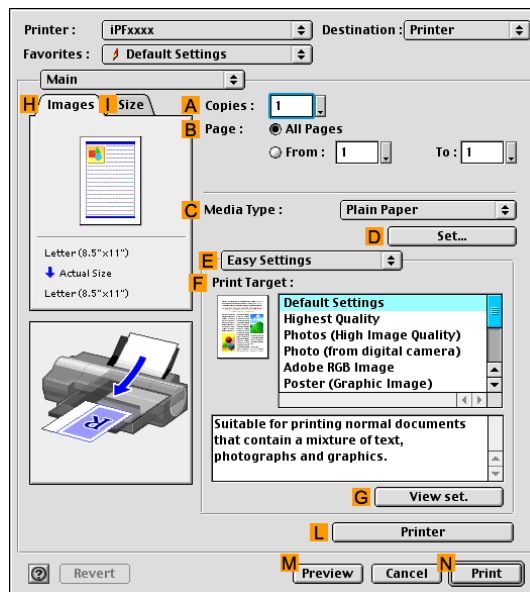 Printer : iPFxxxx Destination : Printer
Favorites : Default Settings
Main
H Images I Size
A Copies : 1
B Page : All Pages
From : 1 To : 1
C Media Type : Plain Paper
D Set...
Letter (8.5"x11")
Actual Size
Letter (8.5"x11")
E Easy Settings
F Print Target :
Default Settings
Highest Quality
Photos (High Image Quality)
Photo (from digital camera)
Adobe RGB Image
Poster (Graphic Image)
R
Suitable for printing normal documents
that contain a mixture of text,
photographs and graphics.
G View set.
L Printer
? Revert M Preview Cancel N Print